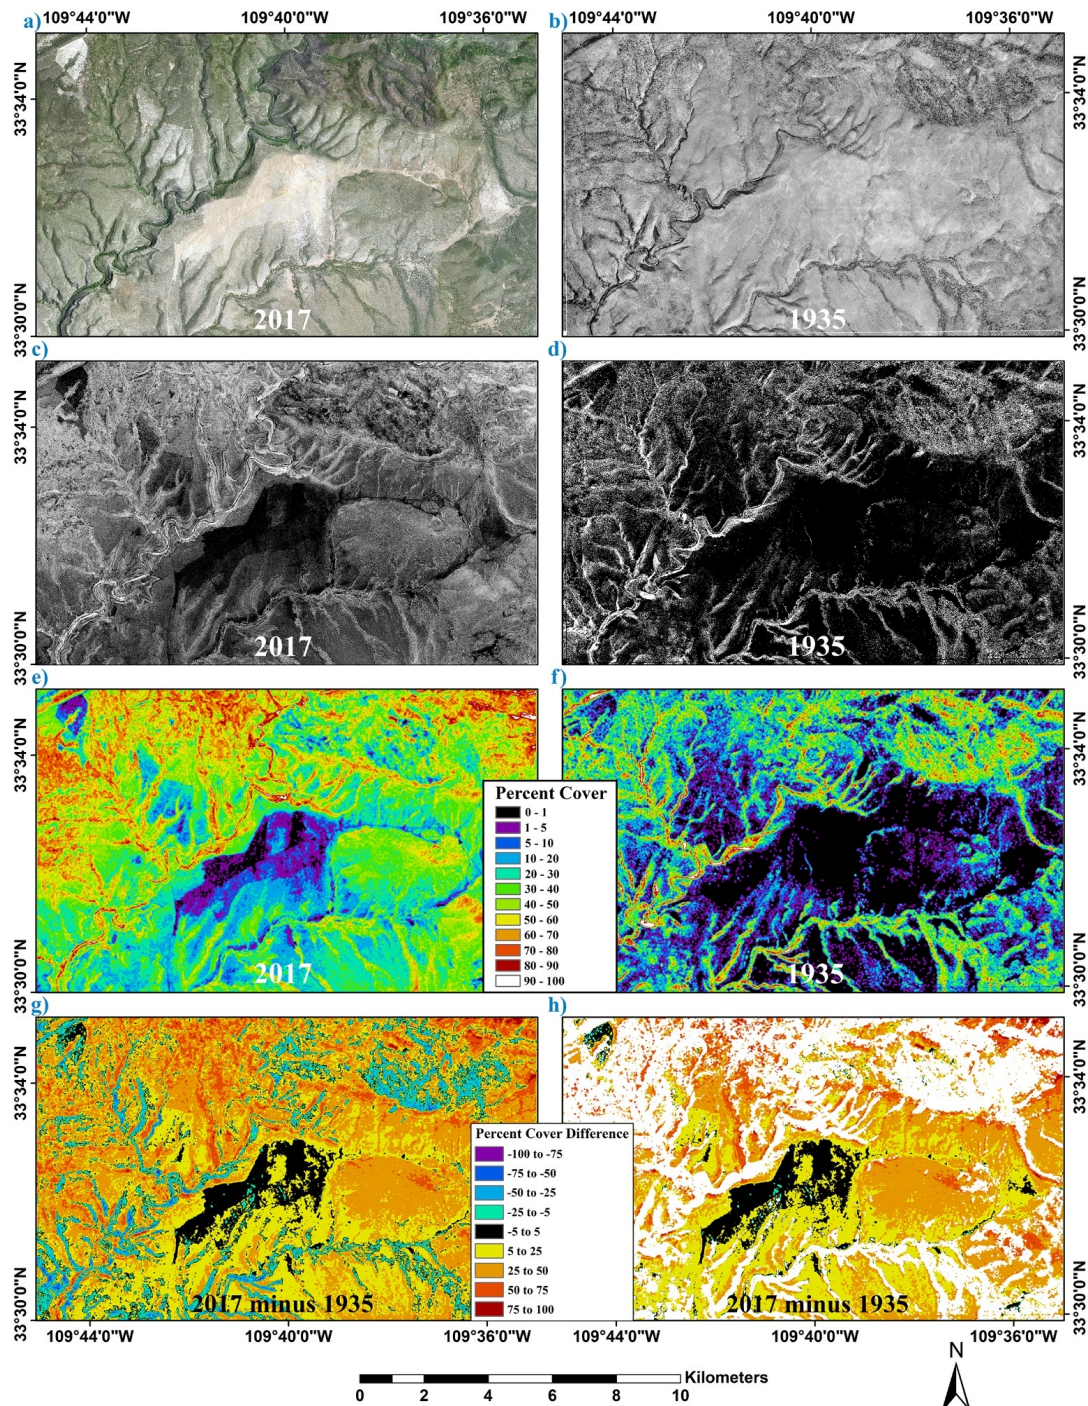 109°44'0"W 109°40'0"W 109°36'0"W 109°44'0"W 109°40'0"W 109°36'0"W
a) b)
33°34'0"N 33°34'0"N
33°30'0"N 33°30'0"N
2017 1935
c) d)
33°34'0"N 33°34'0"N
33°30'0"N 33°30'0"N
2017 1935
e) f)
33°34'0"N 33°34'0"N
33°30'0"N 33°30'0"N
Percent Cover
0 - 1
1 - 5
5 - 10
10 - 20
20 - 30
30 - 40
40 - 50
50 - 60
60 - 70
70 - 80
80 - 90
90 - 100
2017 1935
g) h)
33°34'0"N 33°34'0"N
33°30'0"N 33°30'0"N
Percent Cover Difference
-100 to -75
-75 to -50
-50 to -25
-25 to -5
-5 to 5
5 to 25
25 to 50
50 to 75
75 to 100
2017 minus 1935 2017 minus 1935
109°44'0"W 109°40'0"W 109°36'0"W 109°44'0"W 109°40'0"W 109°36'0"W
N
Kilometers
0 2 4 6 8 10